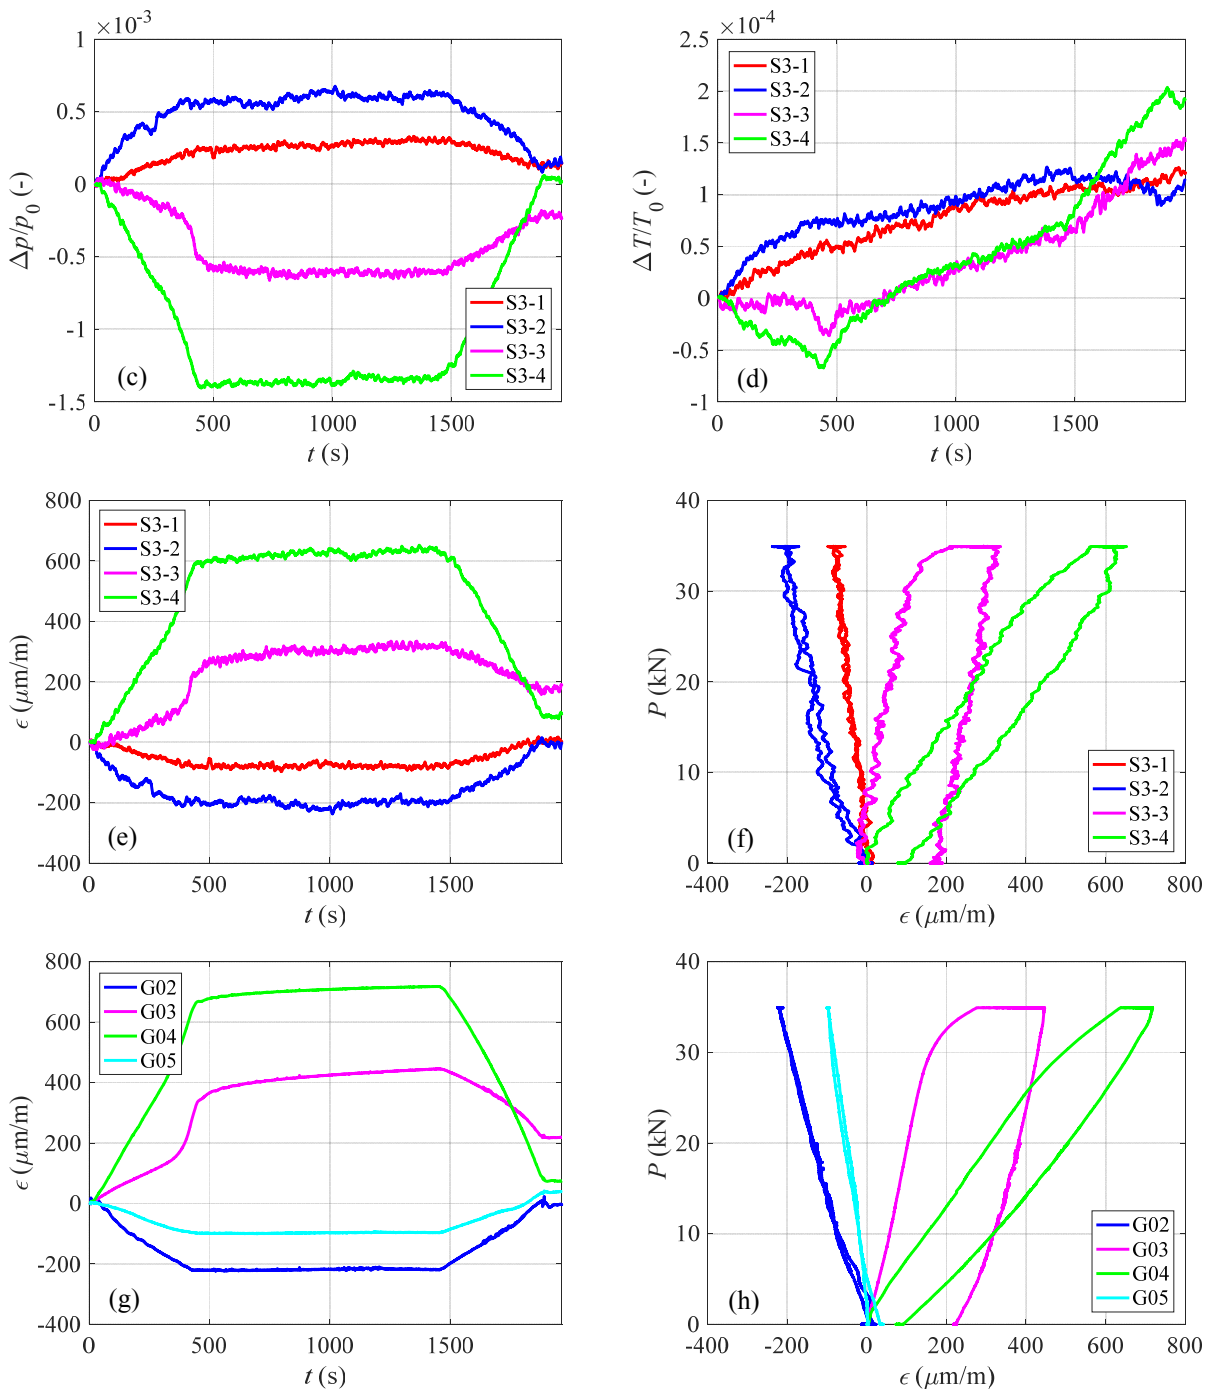 ×10⁻³
1
0.5
0
-0.5
-1
-1.5
Δp/p₀ (-)
S3-1
S3-2
S3-3
S3-4
(c)
0 500 1000 1500
t (s)
×10⁻⁴
2.5
2
1.5
1
0.5
0
-0.5
-1
ΔT/T₀ (-)
S3-1
S3-2
S3-3
S3-4
(d)
0 500 1000 1500
t (s)
800
600
400
200
0
-200
-400
ϵ (μm/m)
S3-1
S3-2
S3-3
S3-4
(e)
0 500 1000 1500
t (s)
40
30
20
10
0
P (kN)
S3-1
S3-2
S3-3
S3-4
(f)
-400 -200 0 200 400 600 800
ϵ (μm/m)
800
600
400
200
0
-200
-400
ϵ (μm/m)
G02
G03
G04
G05
(g)
0 500 1000 1500
t (s)
40
30
20
10
0
P (kN)
G02
G03
G04
G05
(h)
-400 -200 0 200 400 600 800
ϵ (μm/m)